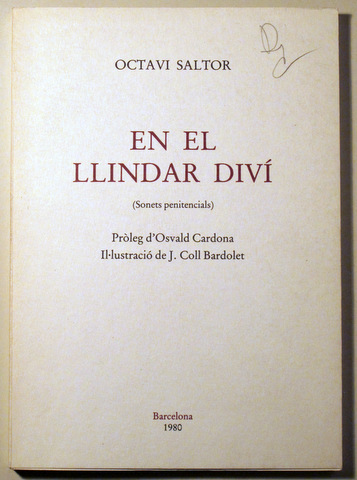 OCTAVI SALTOR
EN EL
LLINDAR DIVÍ
(Sonets penitencials)
Pròleg d'Osvald Cardona
Il·lustració de J. Coll Bardolet
Barcelona
1980